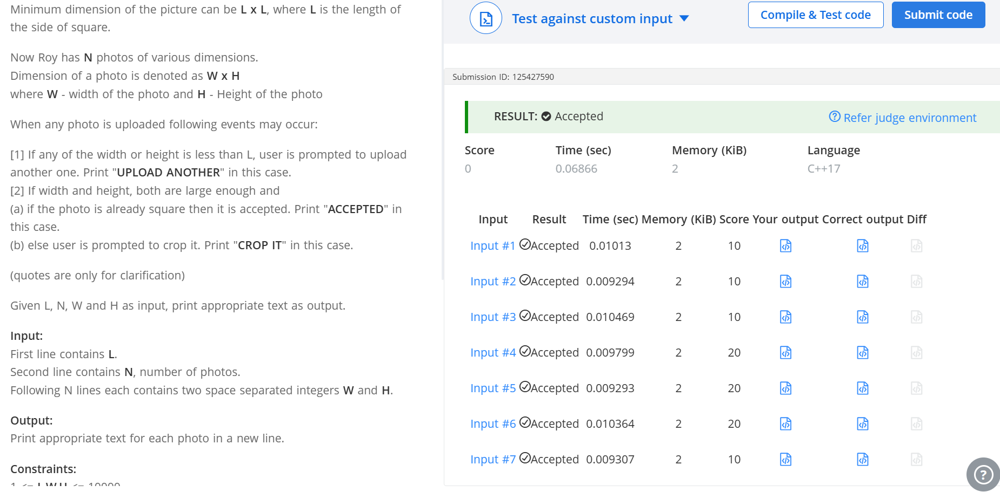 Minimum dimension of the picture can be L x L, where L is the length of
the side of square.
Now Roy has N photos of various dimensions.
Dimension of a photo is denoted as W x H
where W - width of the photo and H - Height of the photo
When any photo is uploaded following events may occur:
[1] If any of the width or height is less than L, user is prompted to upload
another one. Print "UPLOAD ANOTHER" in this case.
[2] If width and height, both are large enough and
(a) if the photo is already square then it is accepted. Print "ACCEPTED" in
this case.
(b) else user is prompted to crop it. Print "CROP IT" in this case.
(quotes are only for clarification)
Given L, N, W and H as input, print appropriate text as output.
Input:
First line contains L.
Second line contains N, number of photos.
Following N lines each contains two space separated integers W and H.
Output:
Print appropriate text for each photo in a new line.
Constraints:
1 <= L,W,H <= 10000
Test against custom input
Compile & Test code
Submit code
Submission ID: 125427590
RESULT: Accepted
Refer judge environment
Score Time (sec) Memory (KiB) Language
0 0.06866 2 C++17
Input Result Time (sec) Memory (KiB) Score Your output Correct output Diff
Input #1 Accepted 0.01013 2 10
Input #2 Accepted 0.009294 2 10
Input #3 Accepted 0.010469 2 10
Input #4 Accepted 0.009799 2 20
Input #5 Accepted 0.009293 2 20
Input #6 Accepted 0.010364 2 20
Input #7 Accepted 0.009307 2 10
?